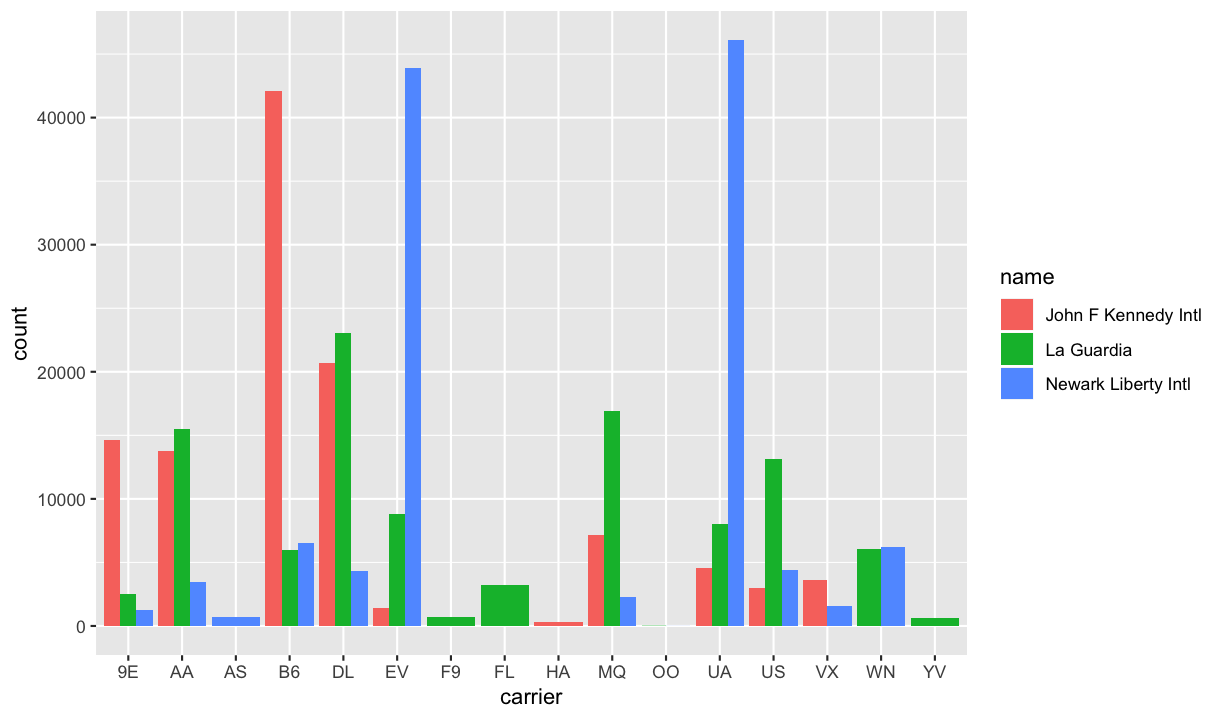 count
40000
30000
20000
10000
0
9E AA AS B6 DL EV F9 FL HA MQ OO UA US VX WN YV
carrier
name
John F Kennedy Intl
La Guardia
Newark Liberty Intl